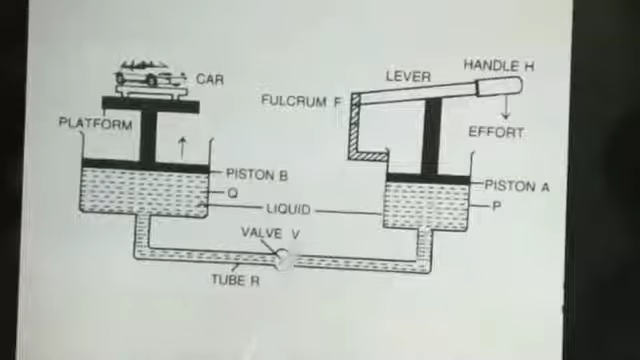 CAR
PLATFORM
PISTON B
Q
LIQUID
VALVE V
TUBE R
FULCRUM F
LEVER
HANDLE H
EFFORT
PISTON A
P